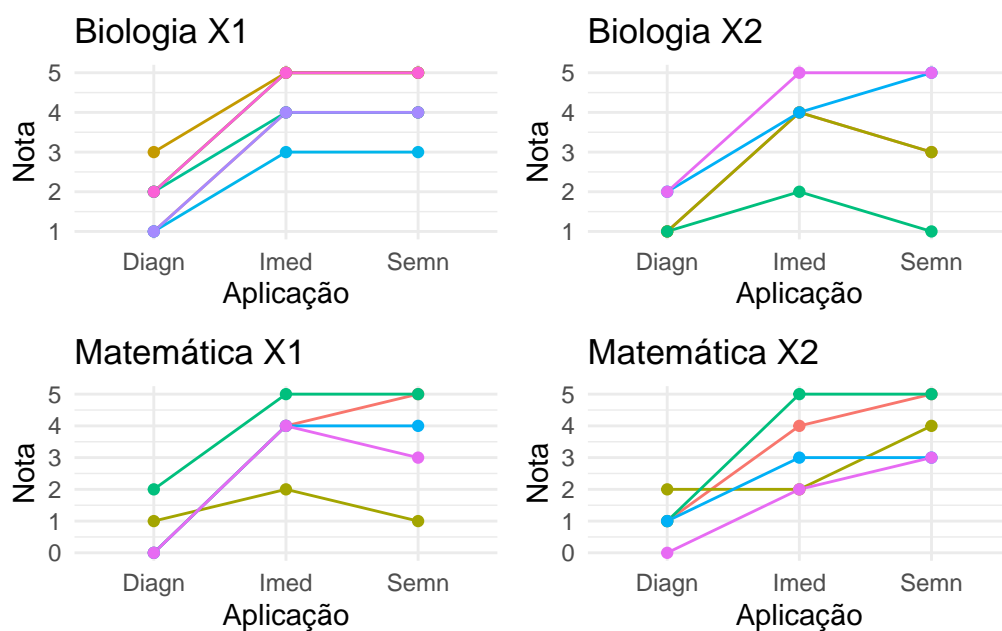 Biologia X1
5
4
3
2
1
Nota
Diagn Imed Semn
Aplicação
Biologia X2
5
4
3
2
1
Nota
Diagn Imed Semn
Aplicação
Matemática X1
5
4
3
2
1
0
Nota
Diagn Imed Semn
Aplicação
Matemática X2
5
4
3
2
1
0
Nota
Diagn Imed Semn
Aplicação